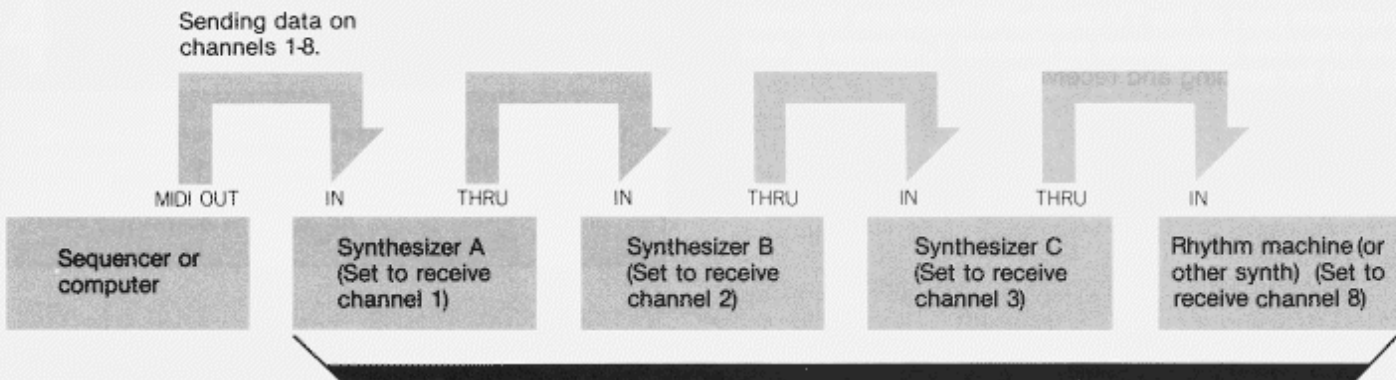 Sending data on
channels 1-8.
MIDI OUT IN THRU IN THRU IN THRU IN
Sequencer or
computer
Synthesizer A
(Set to receive
channel 1)
Synthesizer B
(Set to receive
channel 2)
Synthesizer C
(Set to receive
channel 3)
Rhythm machine (or
other synth) (Set to
receive channel 8)